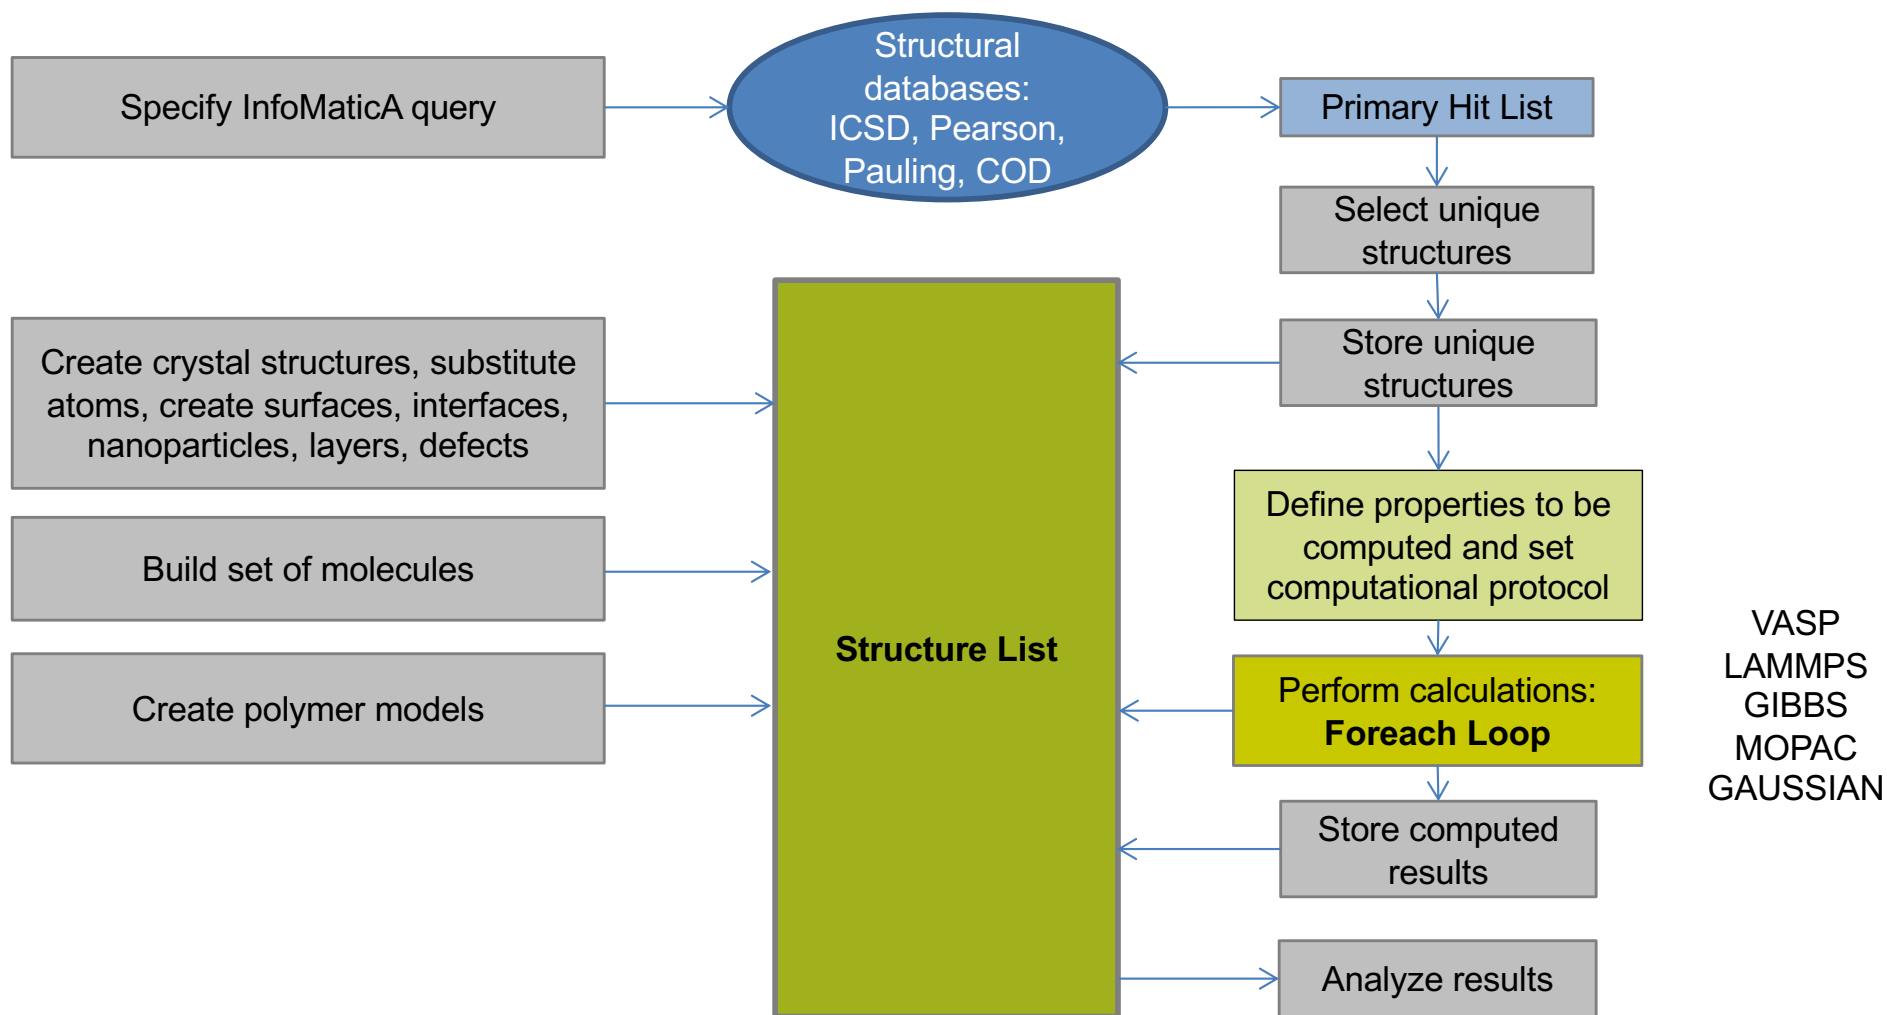 Specify InfoMaticA query
Structural
databases:
ICSD, Pearson,
Pauling, COD
Primary Hit List
Select unique
structures
Store unique
structures
Create crystal structures, substitute
atoms, create surfaces, interfaces,
nanoparticles, layers, defects
Build set of molecules
Create polymer models
Structure List
Define properties to be
computed and set
computational protocol
Perform calculations:
Foreach Loop
VASP
LAMMPS
GIBBS
MOPAC
GAUSSIAN
Store computed
results
Analyze results